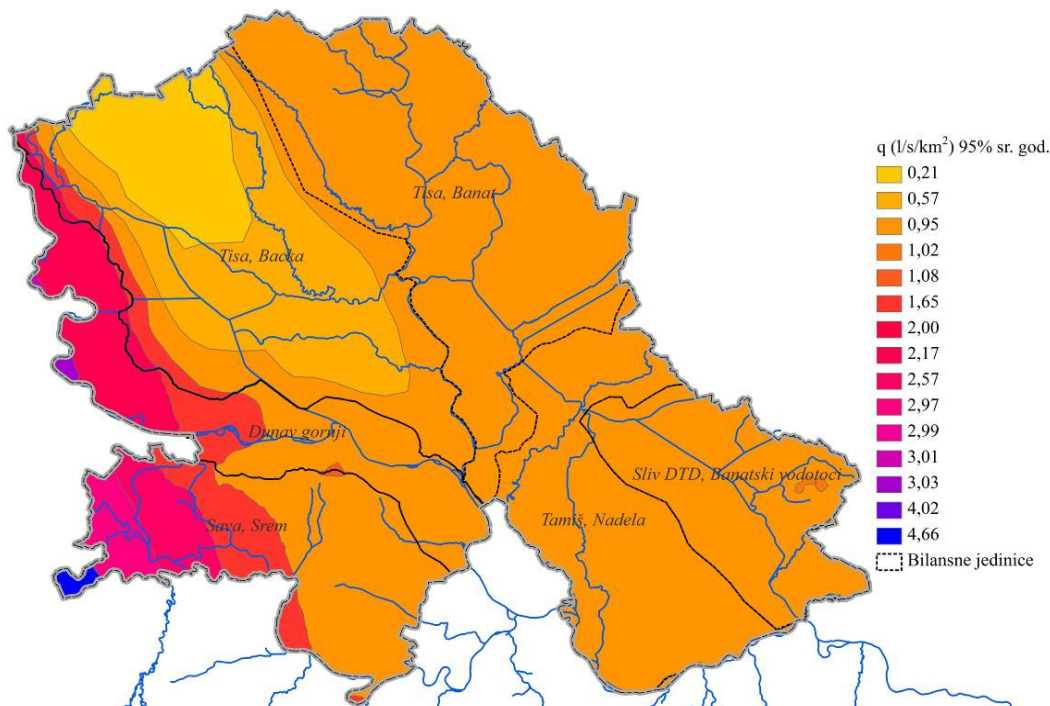 q (l/s/km²) 95% sr. god.
0,21
0,57
0,95
1,02
1,08
1,65
2,00
2,17
2,57
2,97
2,99
3,01
3,03
4,02
4,66
Bilansne jedinice
Tisa, Banat
Tisa, Backa
Dunav gornji
Sliv DTD, Banatski vodotoci
Sava, Srem
Tamiš, Nadela